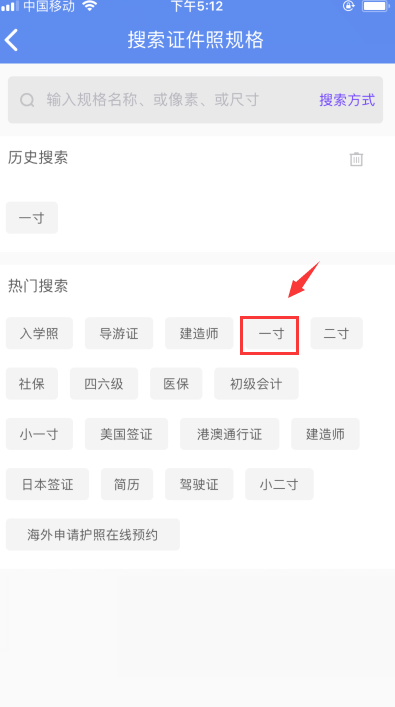 中国移动 下午5:12
搜索证件照规格
输入规格名称、或像素、或尺寸 搜索方式
历史搜索
一寸
热门搜索
入学照 导游证 建造师 一寸 二寸
社保 四六级 医保 初级会计
小一寸 美国签证 港澳通行证 建造师
日本签证 简历 驾驶证 小二寸
海外申请护照在线预约